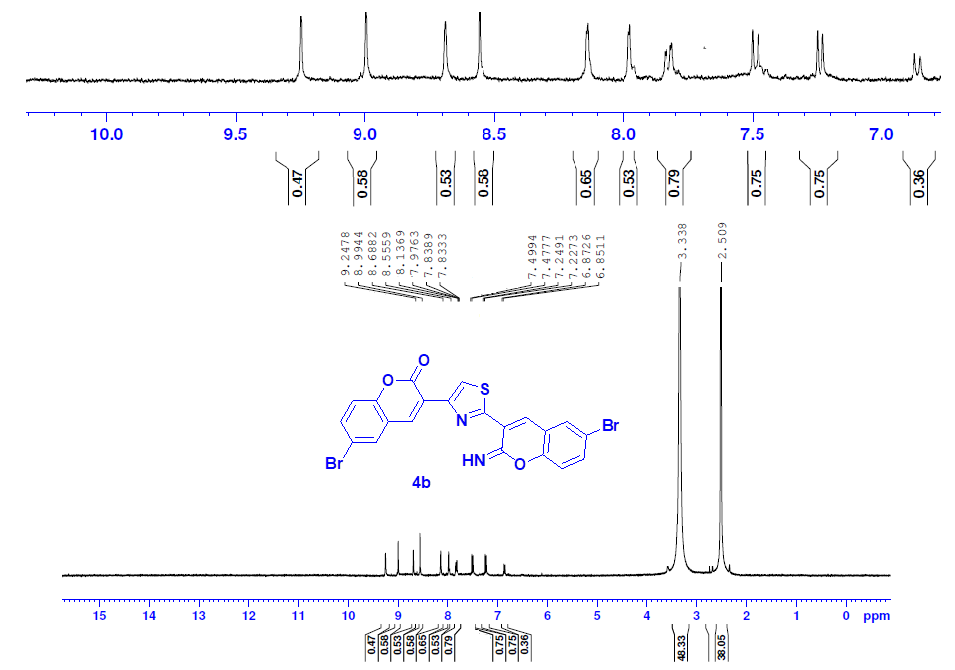 10.0 9.5 9.0 8.5 8.0 7.5 7.0
0.47 0.58 0.53 0.58 0.65 0.53 0.79 0.75 0.75 0.36
9.2478
8.9944
8.6882
8.5559
8.1369
7.9763
7.8389
7.8333
7.4994
7.4777
7.2491
7.2273
6.8726
6.8511
3.338
2.509
O
O
S
N
Br
Br
HN
O
4b
15 14 13 12 11 10 9 8 7 6 5 4 3 2 1 0 ppm
0.47 0.58 0.53 0.58 0.65 0.53 0.79 0.75 0.75 0.36 48.33 38.05